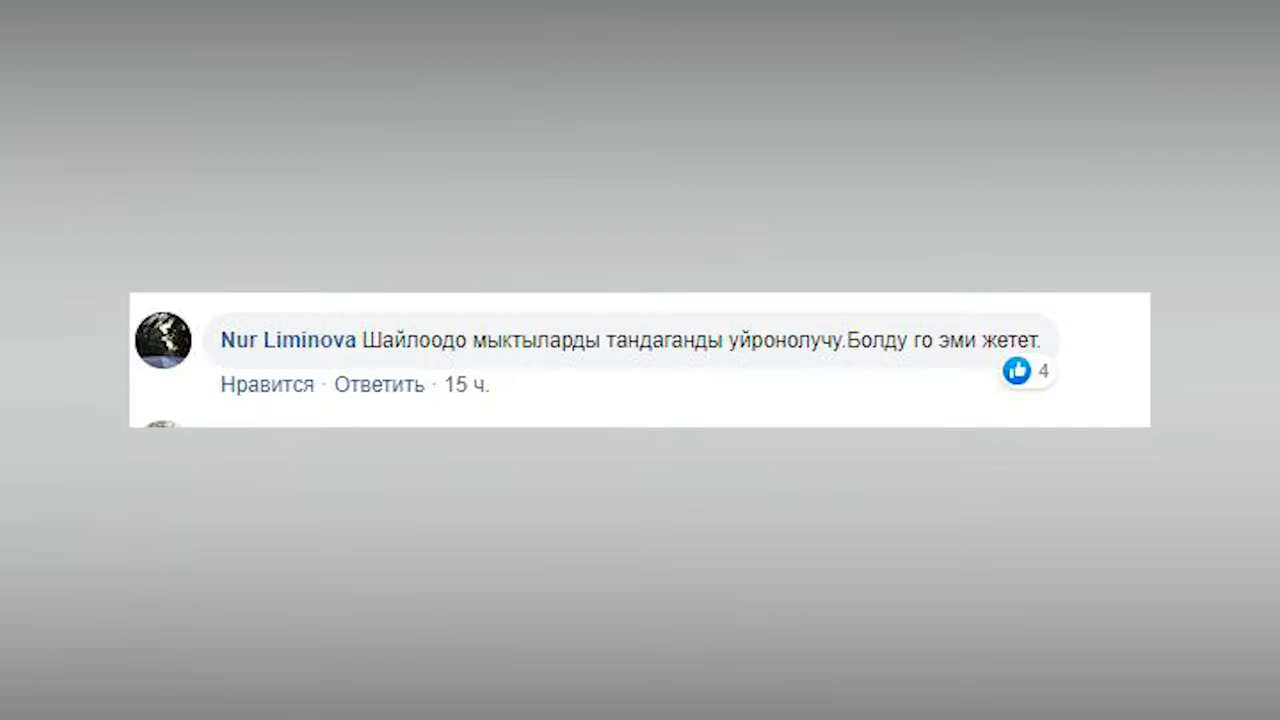 Nur Liminova Шайлоодо мыктыларды тандаганды уйронолучу.Болду го эми жетет.
4
Нравится · Ответить · 15 ч.